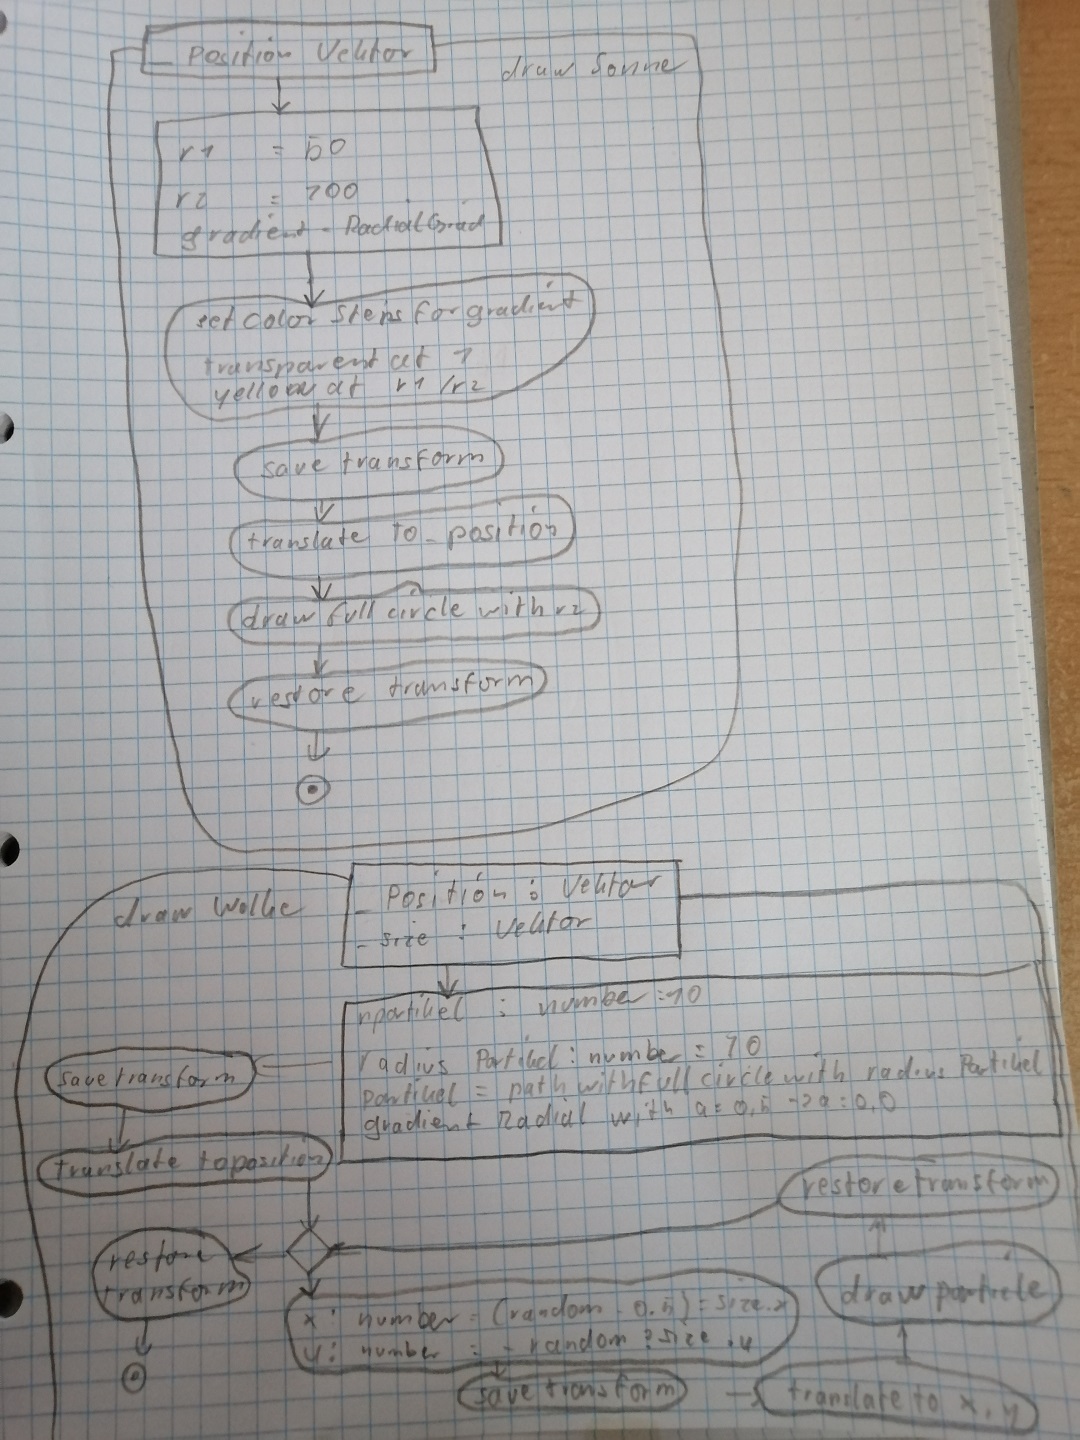 _ Position Vektor
draw Sonne
r1 = 50
r2 = 200
gradient - RadialGrad
set color steps for gradient
transparent at 1
yellow at r1/r2
save transform
translate to _position
draw full circle with r2
restore transform
draw Wolke
_ Position : Vektor
- size : Vektor
npartikel : number = 10
radius Partikel : number = 70
partikel = path with full circle with radius Partikel
gradient Radial with a = 0,5 -> a = 0,0
save transform
translate to position
restore transform
restore
transform
draw particle
x : number = (random - 0.5) = size.x
y : number = - random : size .y
save transform
translate to x, y